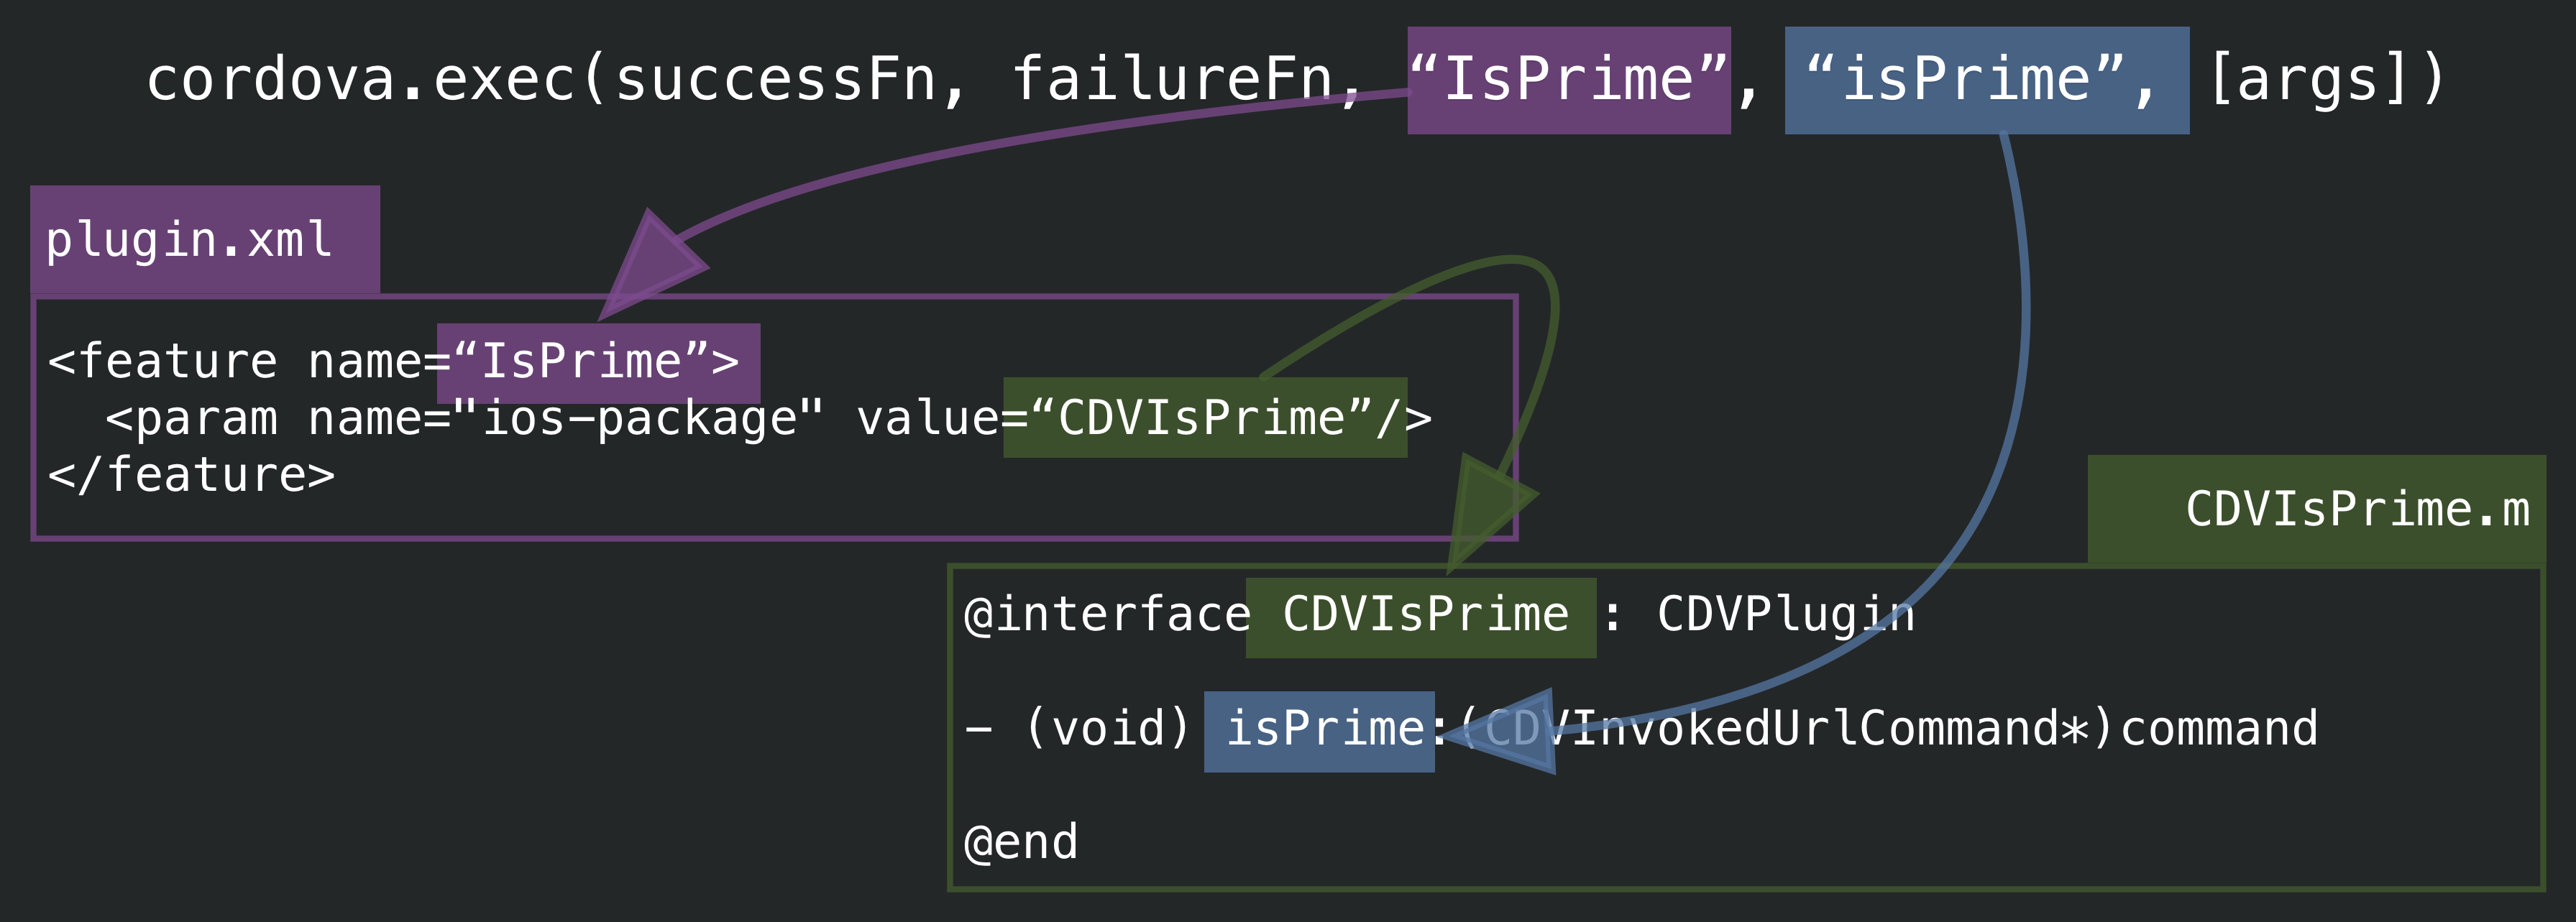 cordova.exec(successFn, failureFn, “IsPrime”, “isPrime”, [args])
plugin.xml
<feature name=“IsPrime”>
  <param name="ios-package" value=“CDVIsPrime”/>
</feature>
CDVIsPrime.m
@interface CDVIsPrime : CDVPlugin
- (void) isPrime:(CDVInvokedUrlCommand*)command
@end